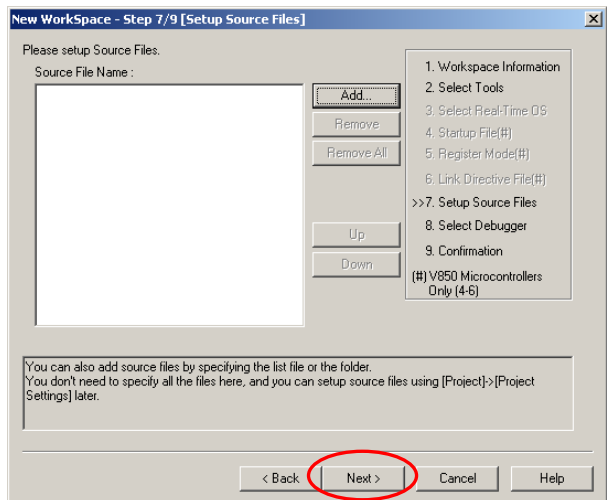 New WorkSpace - Step 7/9 [Setup Source Files]
Please setup Source Files.
Source File Name :
Add...
Remove
Remove All
Up
Down
1. Workspace Information
2. Select Tools
3. Select Real-Time OS
4. Startup File(#)
5. Register Mode(#)
6. Link Directive File(#)
>>7. Setup Source Files
8. Select Debugger
9. Confirmation
(#) V850 Microcontrollers
Only (4-6)
You can also add source files by specifying the list file or the folder.
You don't need to specify all the files here, and you can setup source files using [Project]->[Project
Settings] later.
< Back
Next >
Cancel
Help